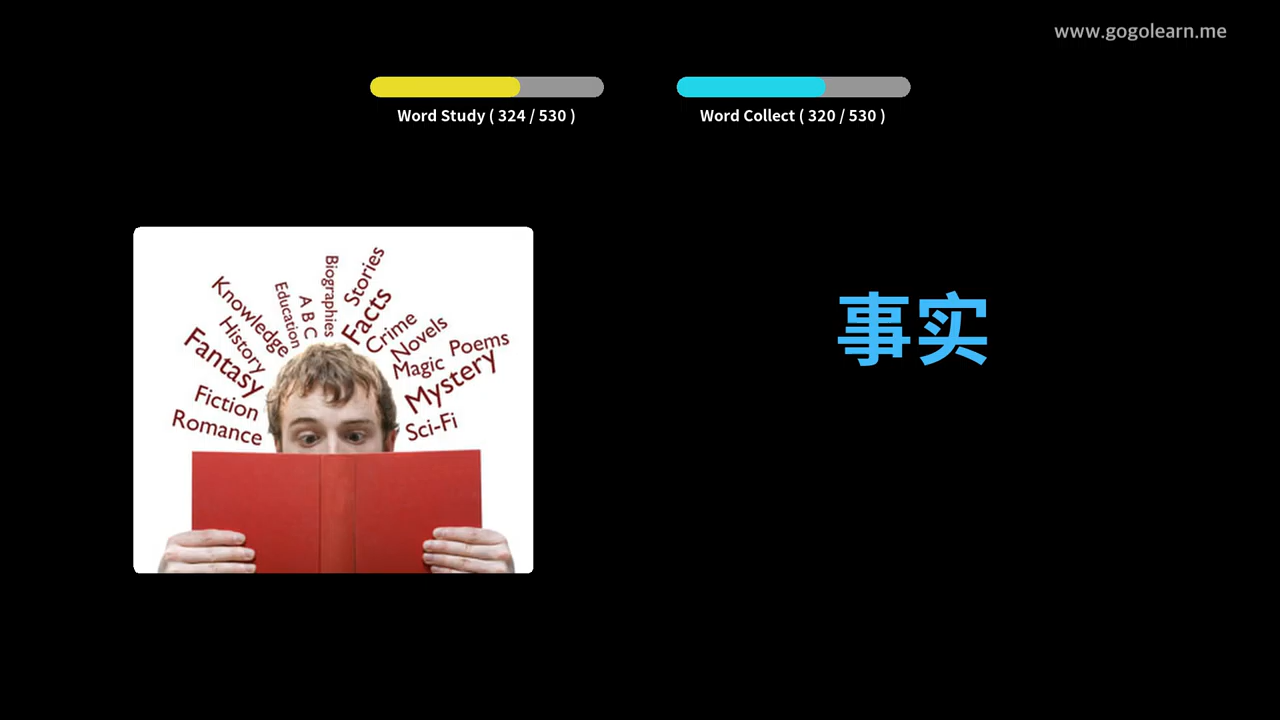 www.gogolearn.me
Word Study ( 324 / 530 )
Word Collect ( 320 / 530 )
Knowledge
Education
A B C
Biographies
Stories
Facts
History
Crime
Novels
Fantasy
Magic
Poems
Mystery
Fiction
Romance
Sci-Fi
事实